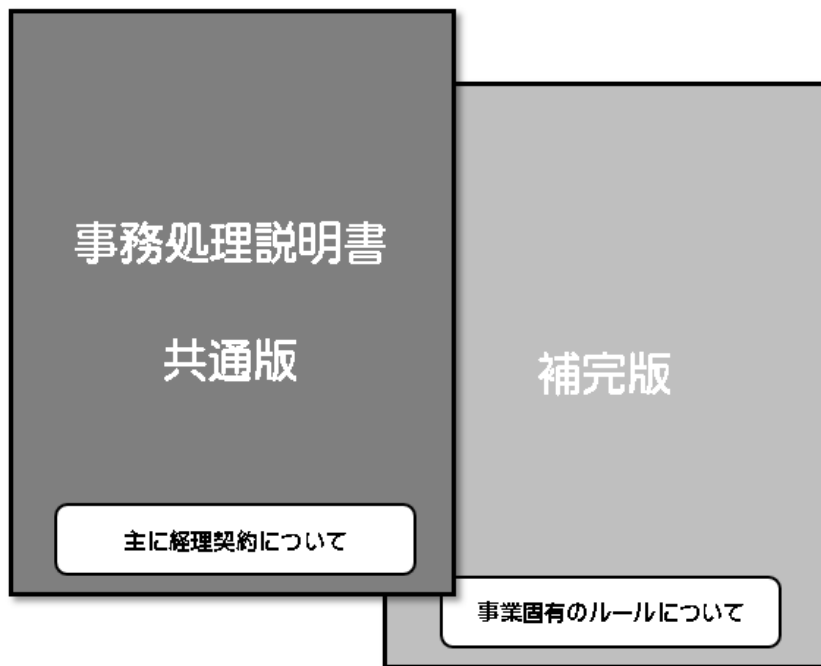 事務処理説明書
共通版
主に経理契約について
補完版
事業固有のルールについて